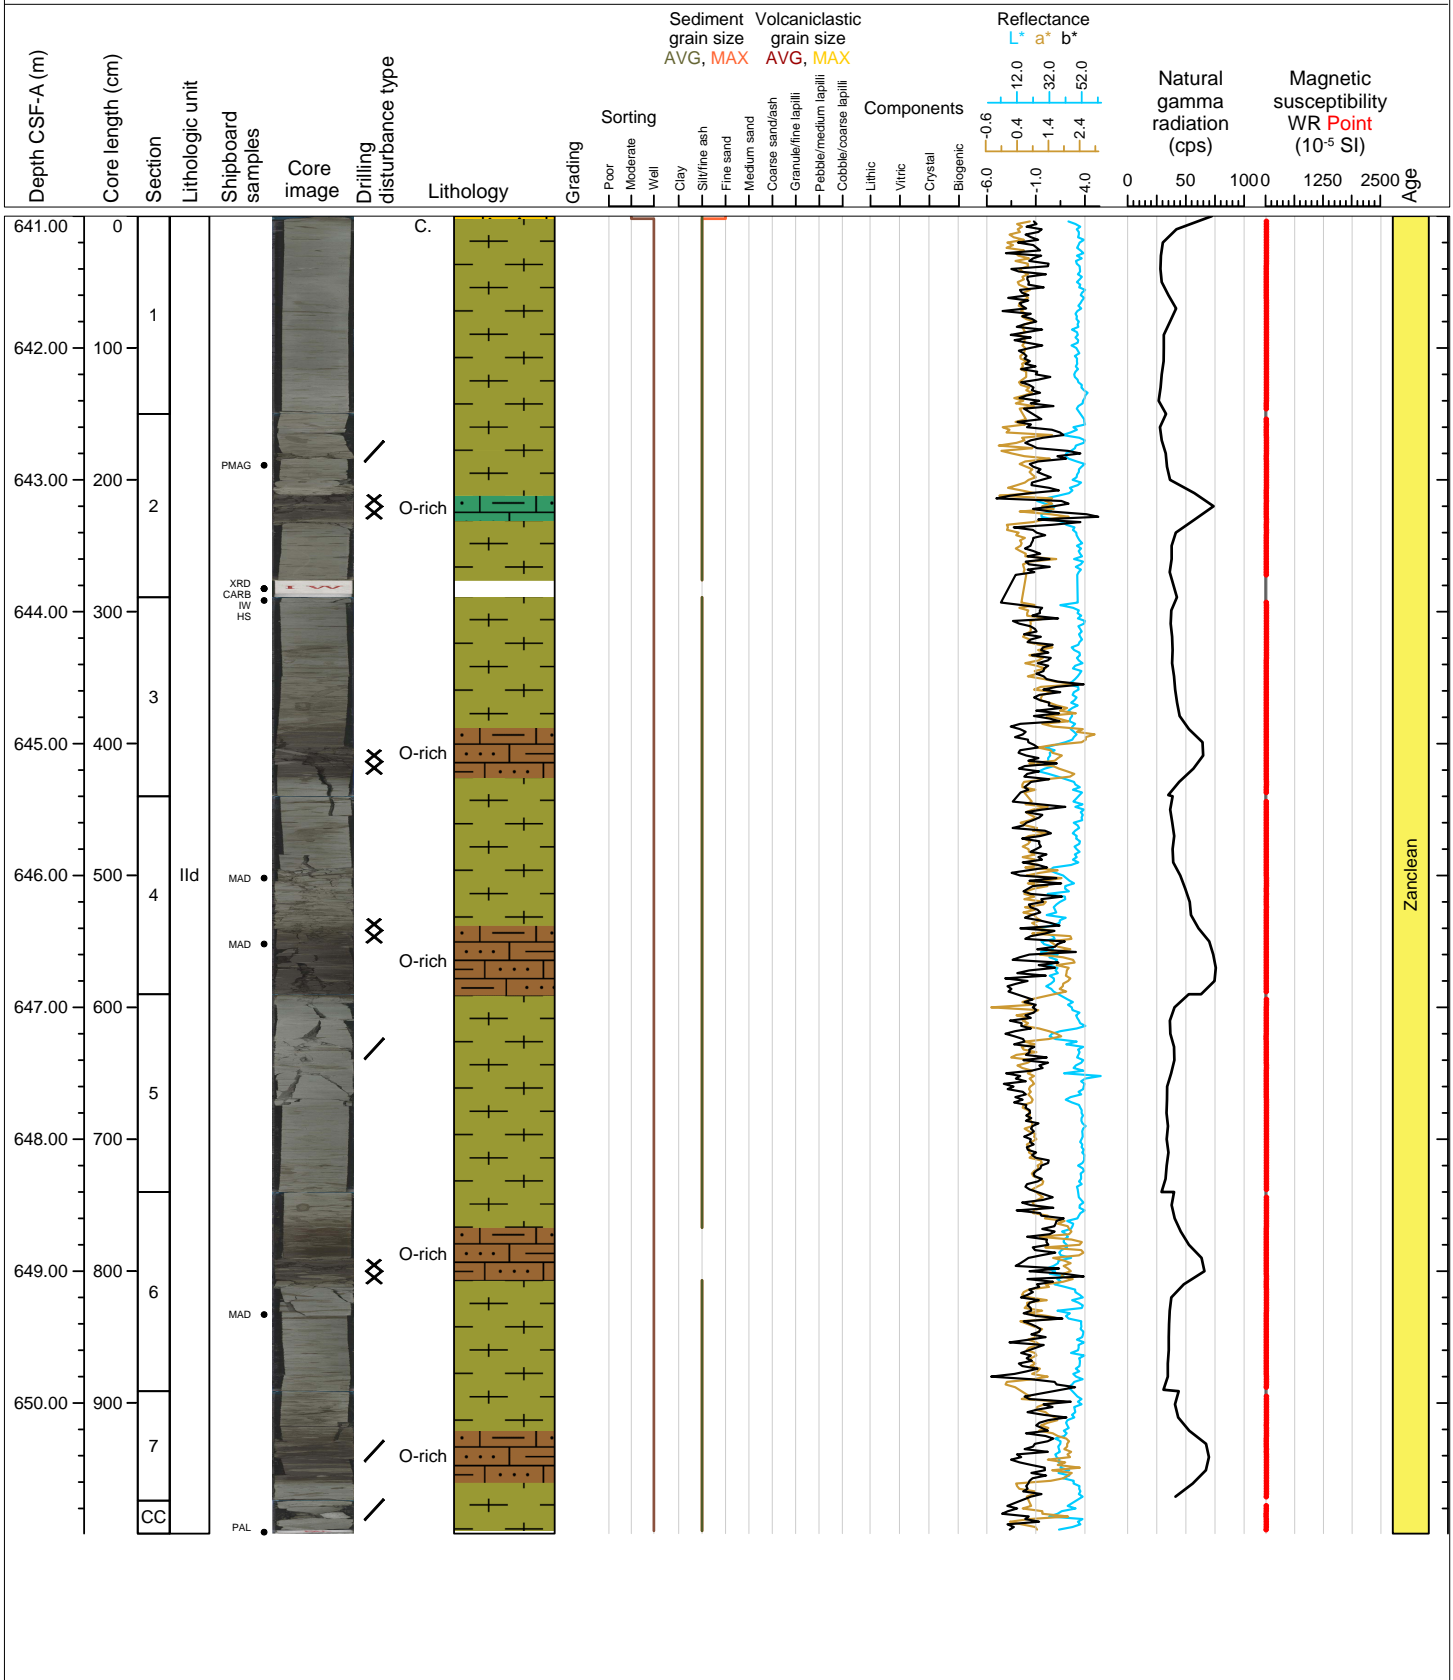 Depth CSF-A (m)
Core length (cm)
Section
Lithologic unit
Shipboard
samples
Core
image
Drilling
disturbance type
Lithology
Grading
Sorting
Poor
Moderate
Well
Sediment
grain size
AVG, MAX
Volcaniclastic
grain size
AVG, MAX
Clay
Silt/fine ash
Fine sand
Medium sand
Coarse sand/ash
Granule/fine lapilli
Pebble/medium lapilli
Cobble/coarse lapilli
Components
Lithic
Vitric
Crystal
Biogenic
Reflectance
L* a* b*
12.0 32.0 52.0
-0.6 0.4 1.4 2.4
-6.0 -1.0 4.0
Natural
gamma
radiation
(cps)
0 50 100
Magnetic
susceptibility
WR Point
(10-5 SI)
0 1250 2500
Age
641.00 0
C.
1
642.00 100
PMAG
643.00 200
2
O-rich
XRD
CARB
IW
HS
I W
644.00 300
3
645.00 400
O-rich
646.00 500
IId
MAD
4
MAD
O-rich
647.00 600
5
648.00 700
O-rich
649.00 800
6
MAD
650.00 900
7
O-rich
CC
PAL
Zanclean